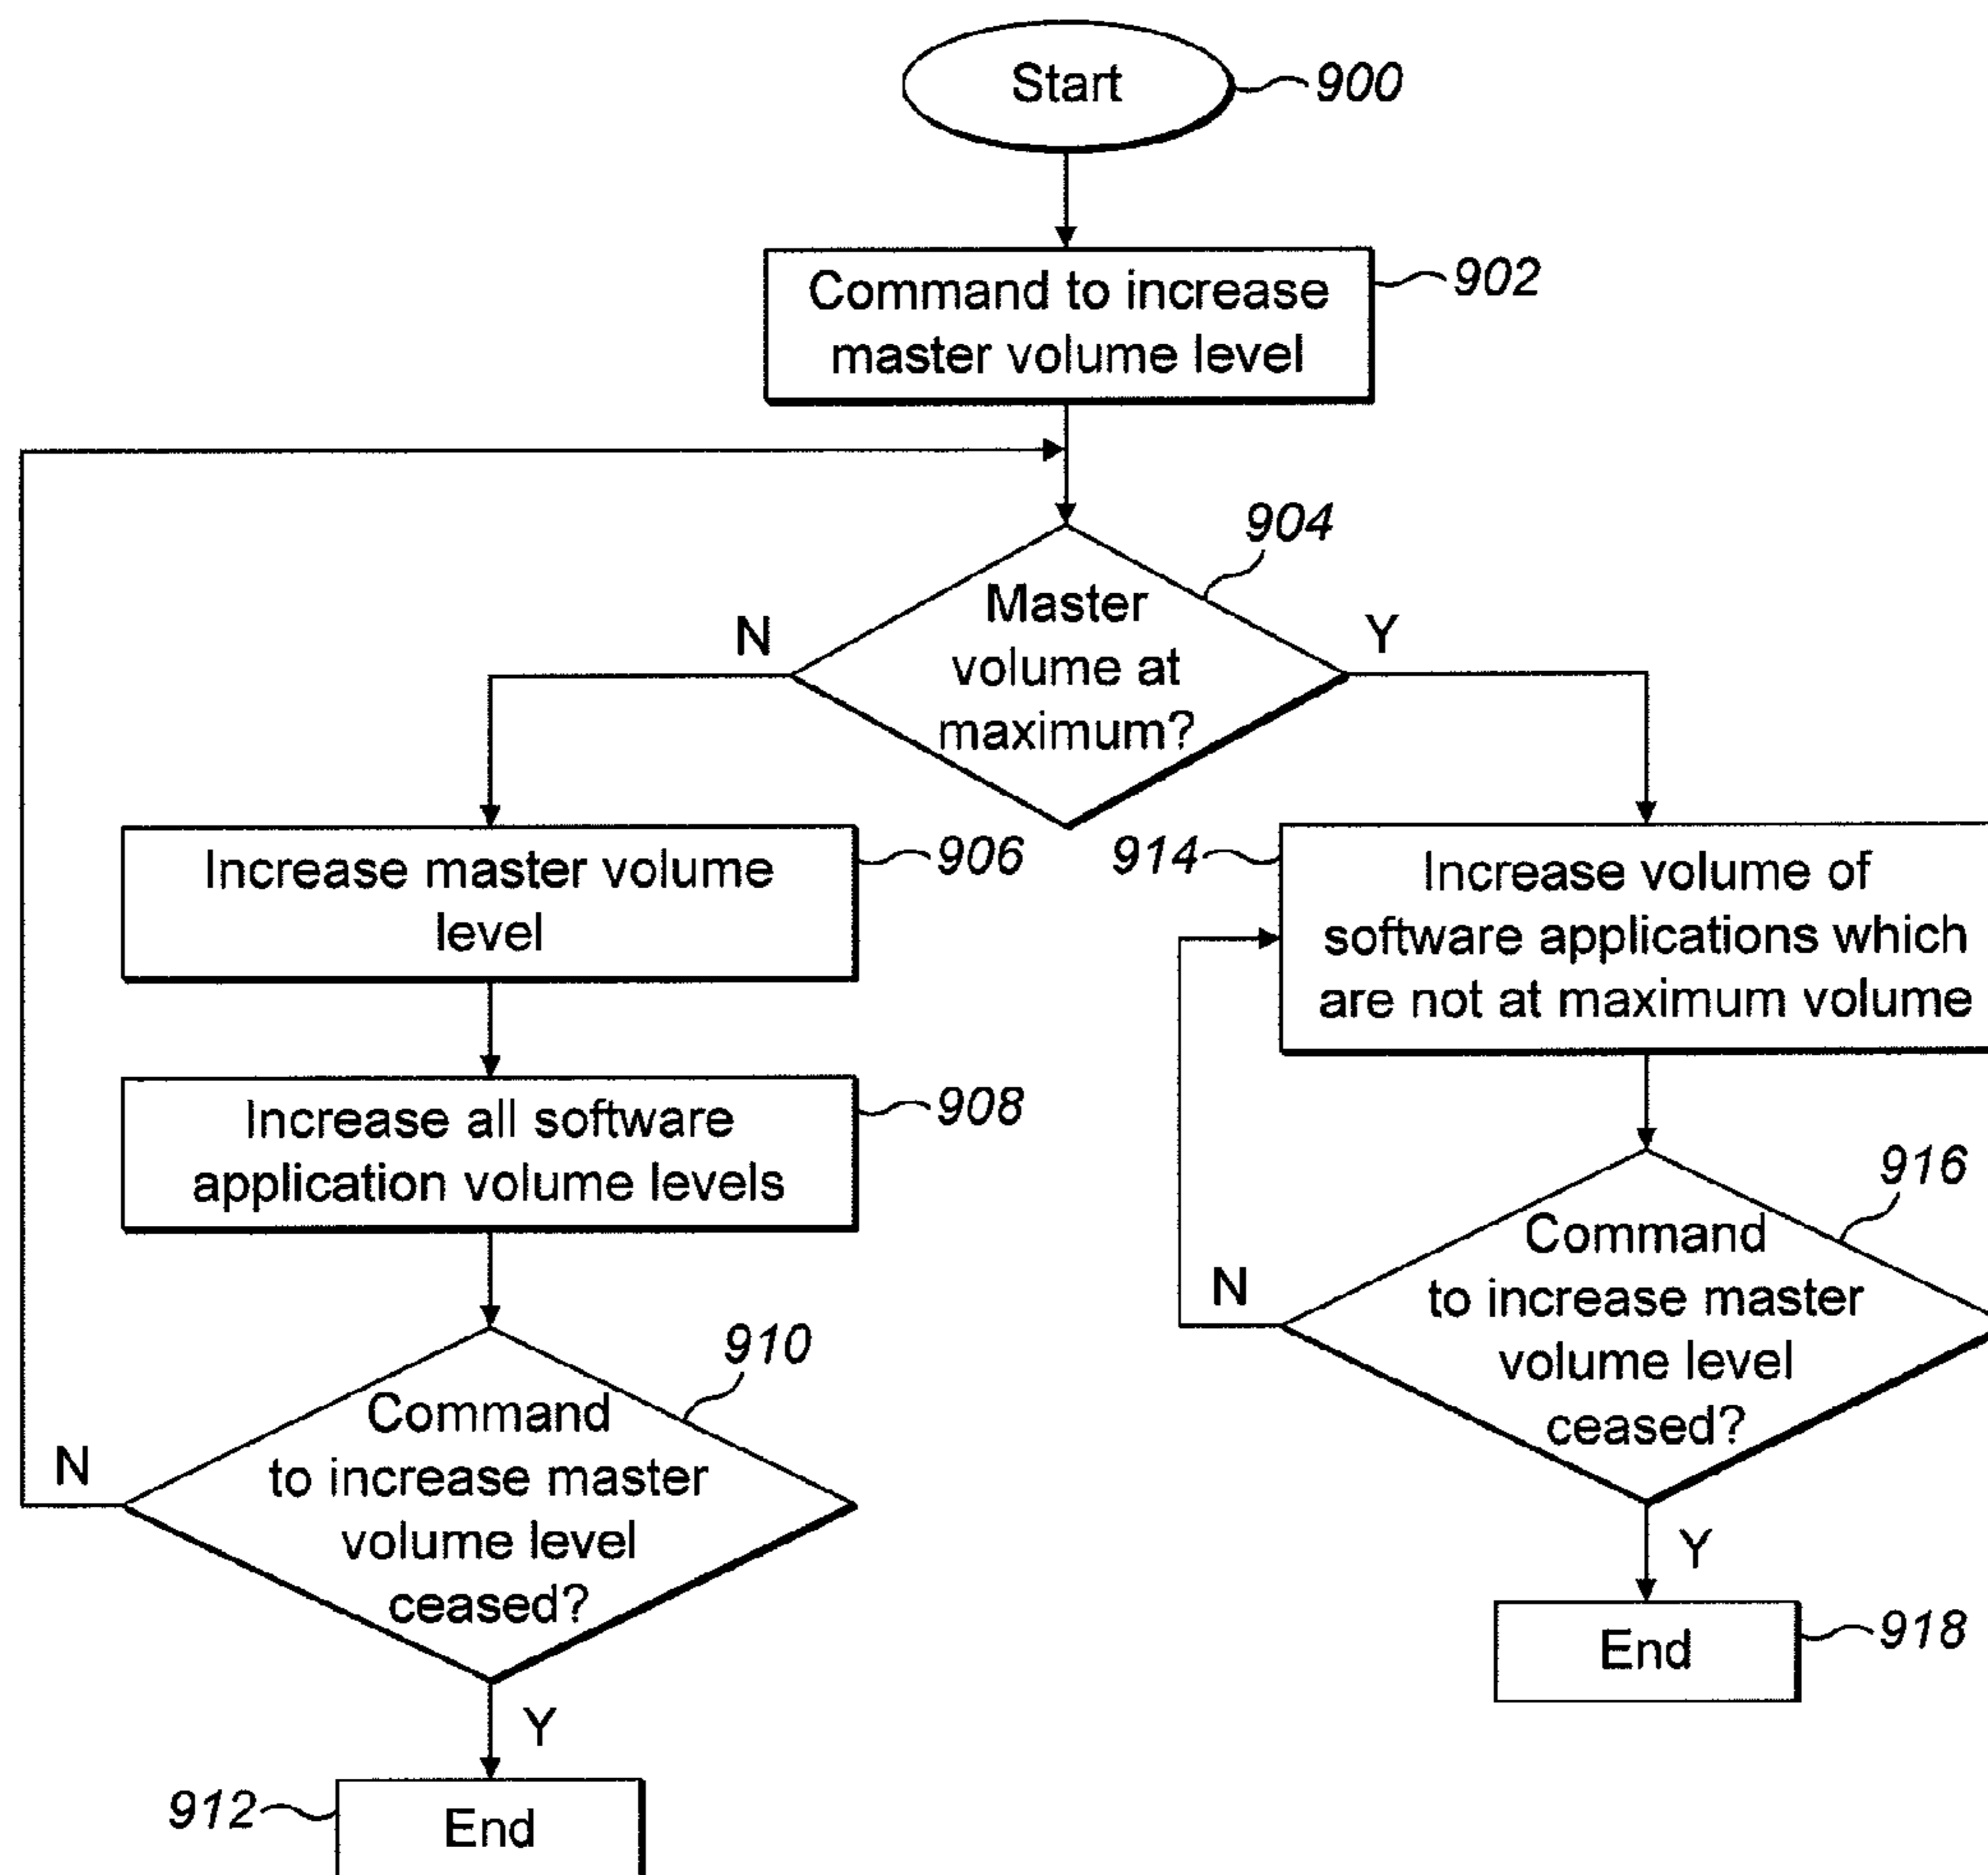 Start
900
Command to increase
master volume level
902
904
Master
volume at
maximum?
N
Y
Increase master volume
level
906
914
Increase volume of
software applications which
are not at maximum volume
Increase all software
application volume levels
908
910
Command
to increase master
volume level
ceased?
N
Y
912
End
916
Command
to increase master
volume level
ceased?
N
Y
End
918